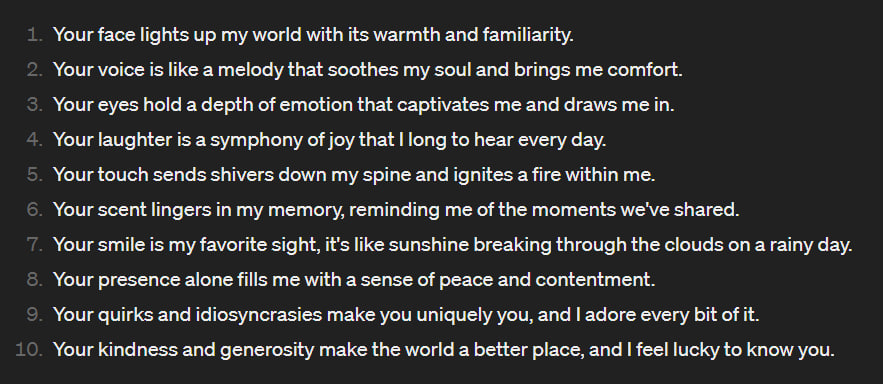 1. Your face lights up my world with its warmth and familiarity.
2. Your voice is like a melody that soothes my soul and brings me comfort.
3. Your eyes hold a depth of emotion that captivates me and draws me in.
4. Your laughter is a symphony of joy that I long to hear every day.
5. Your touch sends shivers down my spine and ignites a fire within me.
6. Your scent lingers in my memory, reminding me of the moments we've shared.
7. Your smile is my favorite sight, it's like sunshine breaking through the clouds on a rainy day.
8. Your presence alone fills me with a sense of peace and contentment.
9. Your quirks and idiosyncrasies make you uniquely you, and I adore every bit of it.
10. Your kindness and generosity make the world a better place, and I feel lucky to know you.